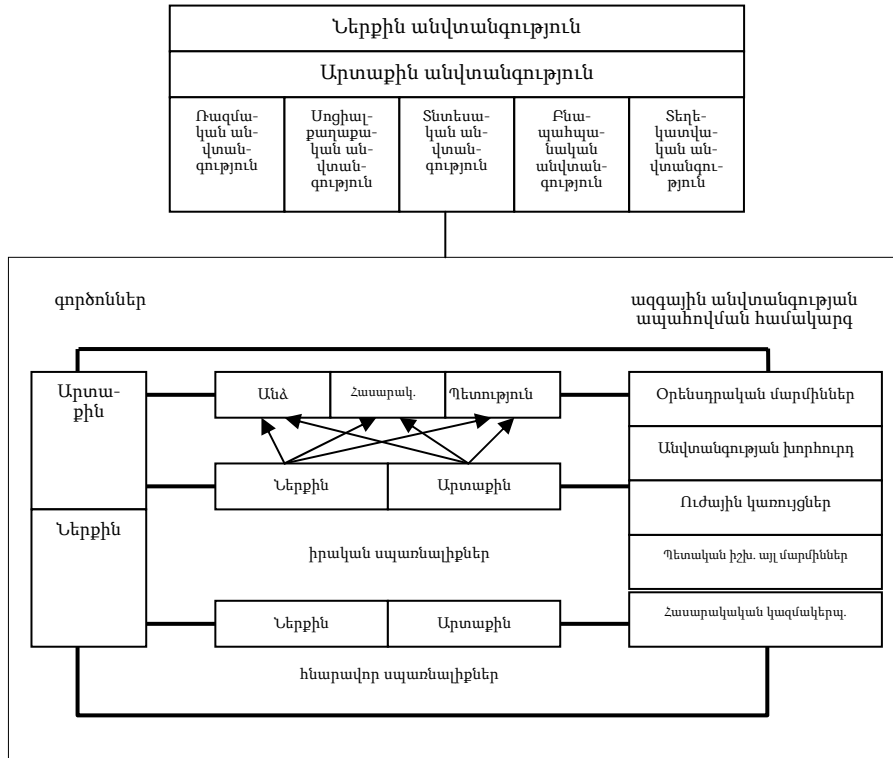 Ներքին անվտանգություն
Արտաքին անվտանգություն
Ռազմա-
կան ան-
վտան-
գություն
Սոցիալ-
քաղաքա-
կան ան-
վտան-
գություն
Տնտեսա-
կան ան-
վտան-
գություն
Բնա-
պահպա-
նական
անվտան-
գություն
Տեղե-
կատվա-
կան ան-
վտանգու-
թյուն
գործոններ
ազգային անվտանգության
ապահովման համակարգ
Արտա-
քին
Անձ
Հասարակ.
Պետություն
Օրենսդրական մարմիններ
Անվտանգության խորհուրդ
Ներքին
Արտաքին
Ուժային կառույցներ
Ներքին
իրական սպառնալիքներ
Պետական իշխ. այլ մարմիններ
Ներքին
Արտաքին
Հասարակական կազմակերպ.
հնարավոր սպառնալիքներ